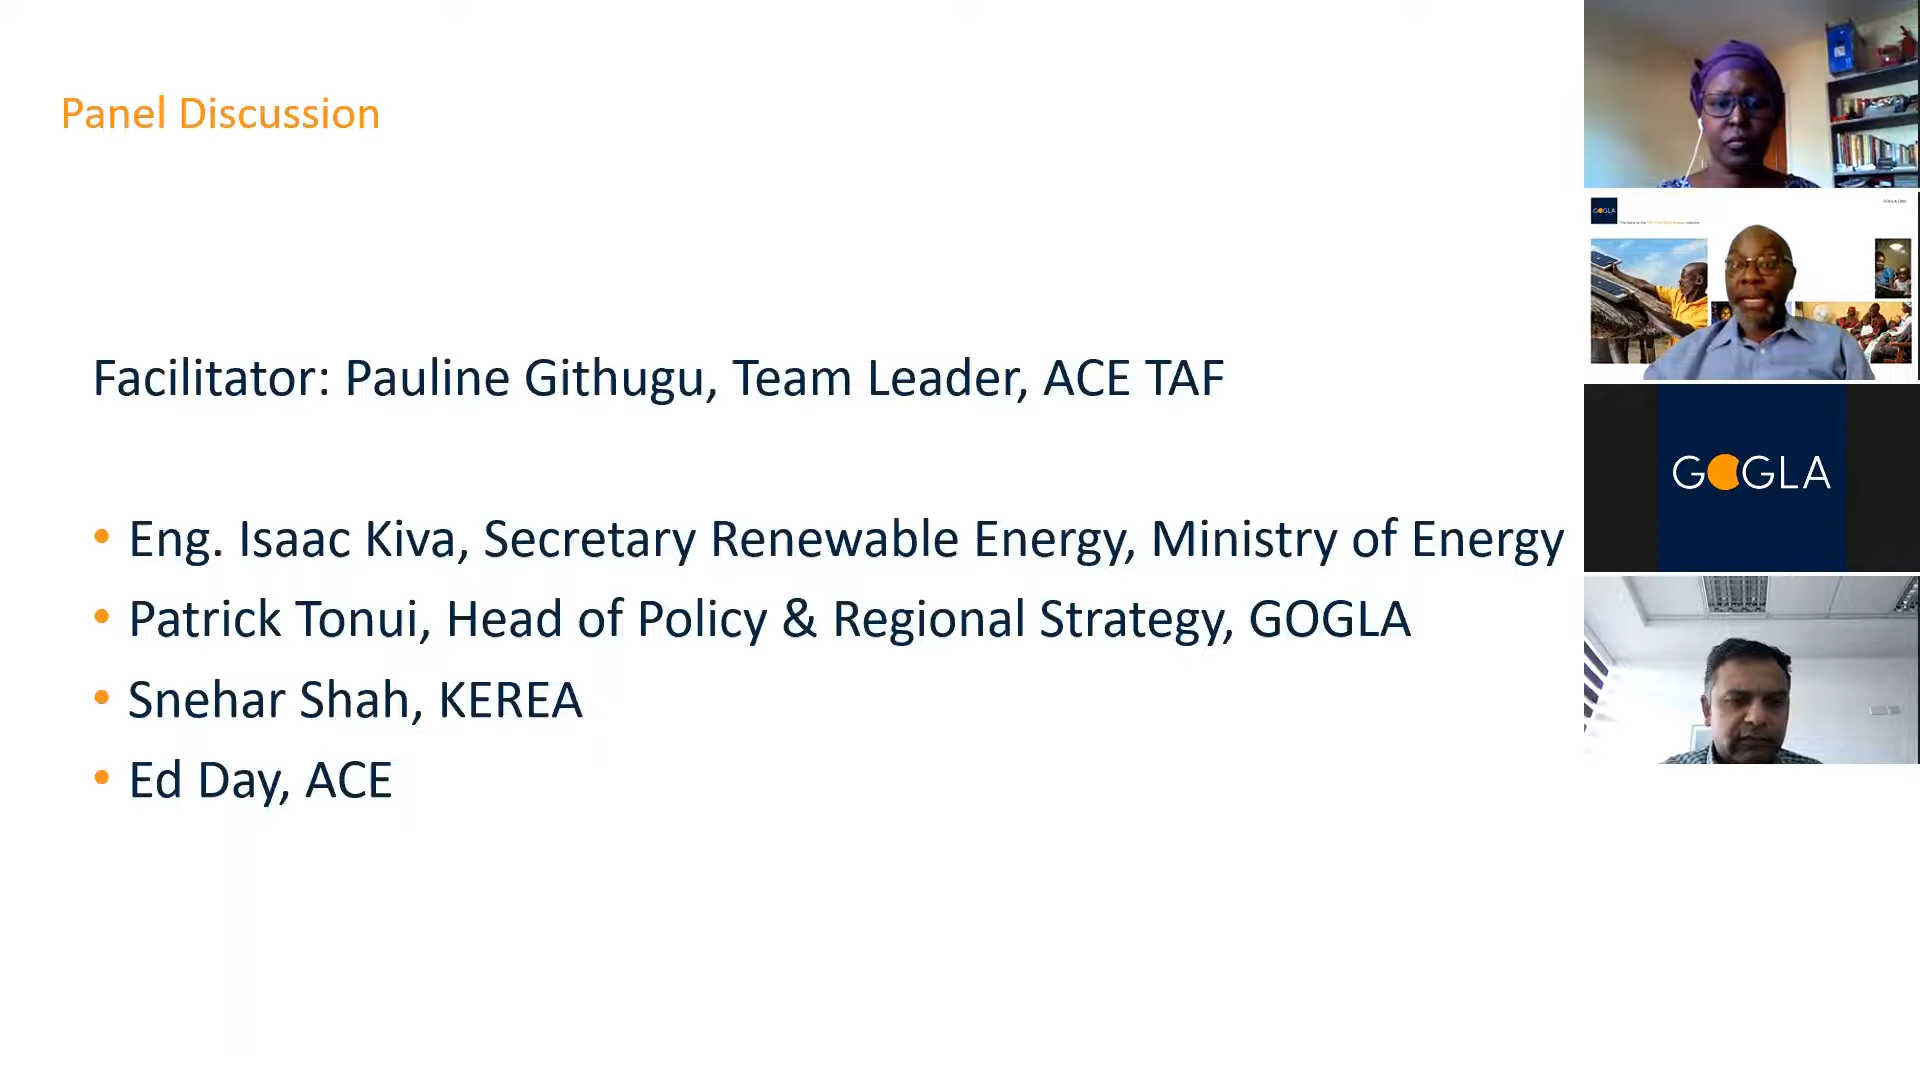 Panel Discussion
Facilitator: Pauline Githugu, Team Leader, ACE TAF
• Eng. Isaac Kiva, Secretary Renewable Energy, Ministry of Energy
• Patrick Tonui, Head of Policy & Regional Strategy, GOGLA
• Snehar Shah, KEREA
• Ed Day, ACE
GOGLA
GOGLA